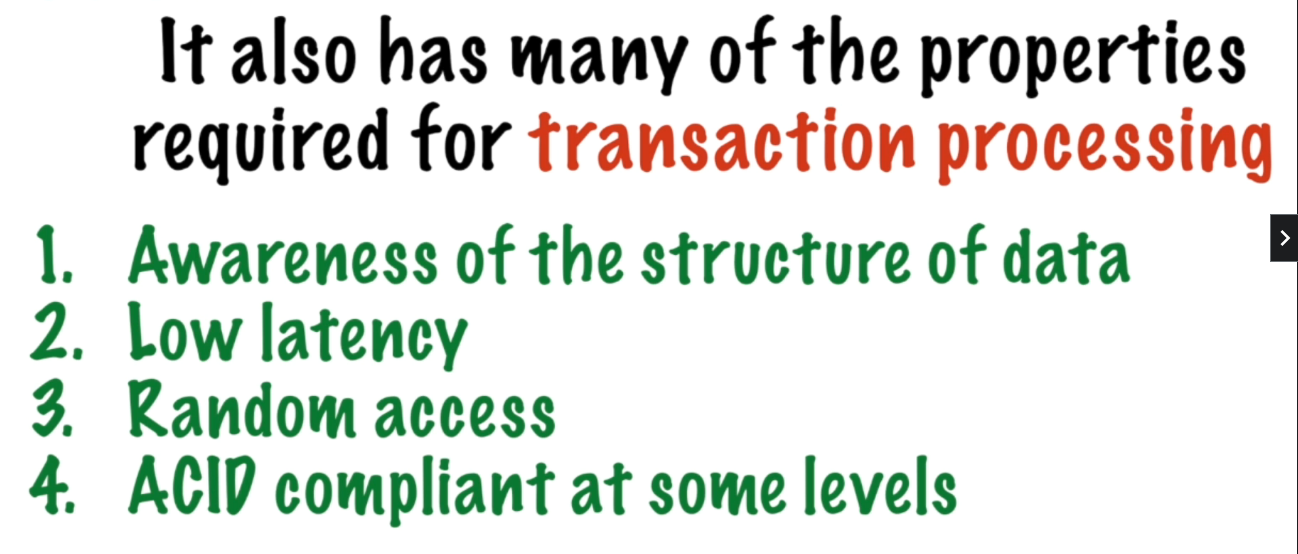 It also has many of the properties
required for transaction processing
1. Awareness of the structure of data
2. Low latency
3. Random access
4. ACID compliant at some levels